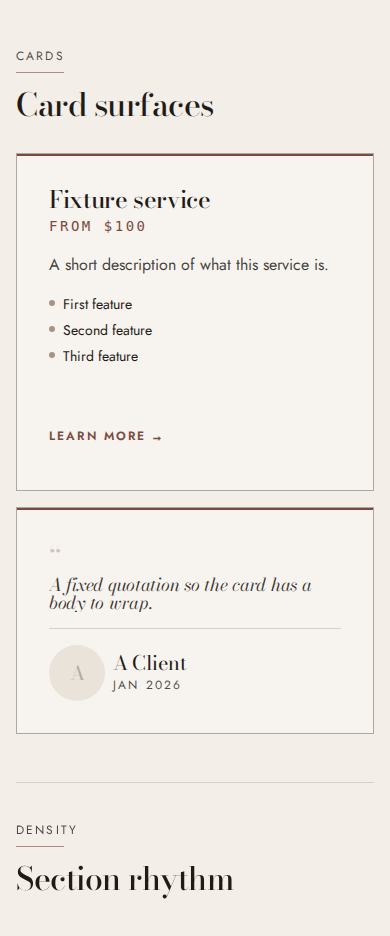 CARDS
Card surfaces
Fixture service
FROM $100
A short description of what this service is.
First feature
Second feature
Third feature
LEARN MORE →
"
A fixed quotation so the card has a
body to wrap.
A
A Client
JAN 2026
DENSITY
Section rhythm